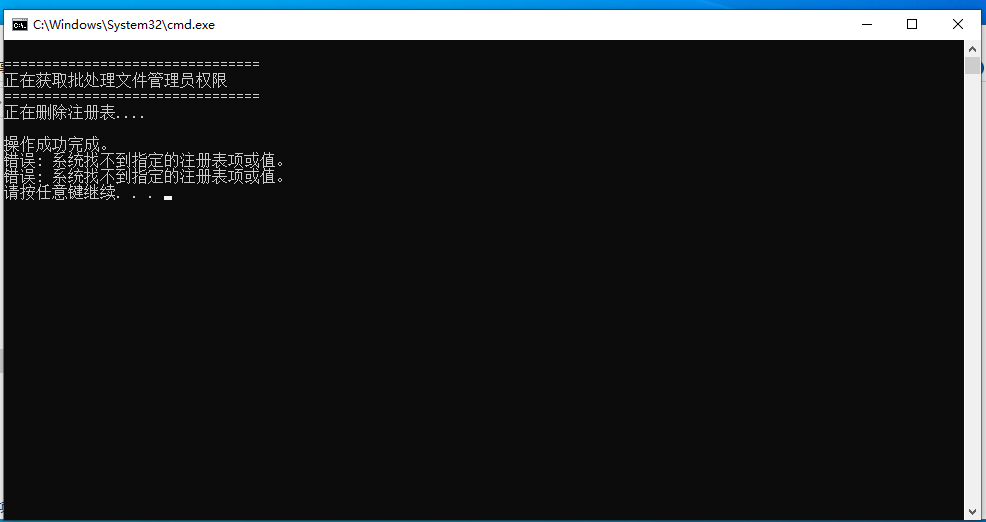 C:\Windows\System32\cmd.exe
================================
正在获取批处理文件管理员权限
================================
正在删除注册表....
操作成功完成。
错误: 系统找不到指定的注册表项或值。
错误: 系统找不到指定的注册表项或值。
请按任意键继续. . .